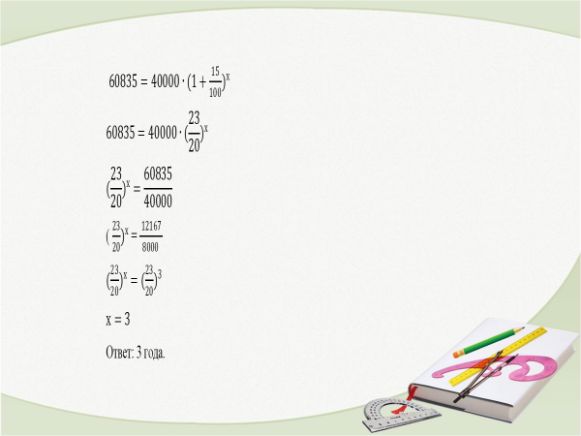 60835 = 40000 · (1 + 15/100)^x
60835 = 40000 · (23/20)^x
(23/20)^x = 60835/40000
(23/20)^x = 12167/8000
(23/20)^x = (23/20)^3
x = 3
Ответ: 3 года.